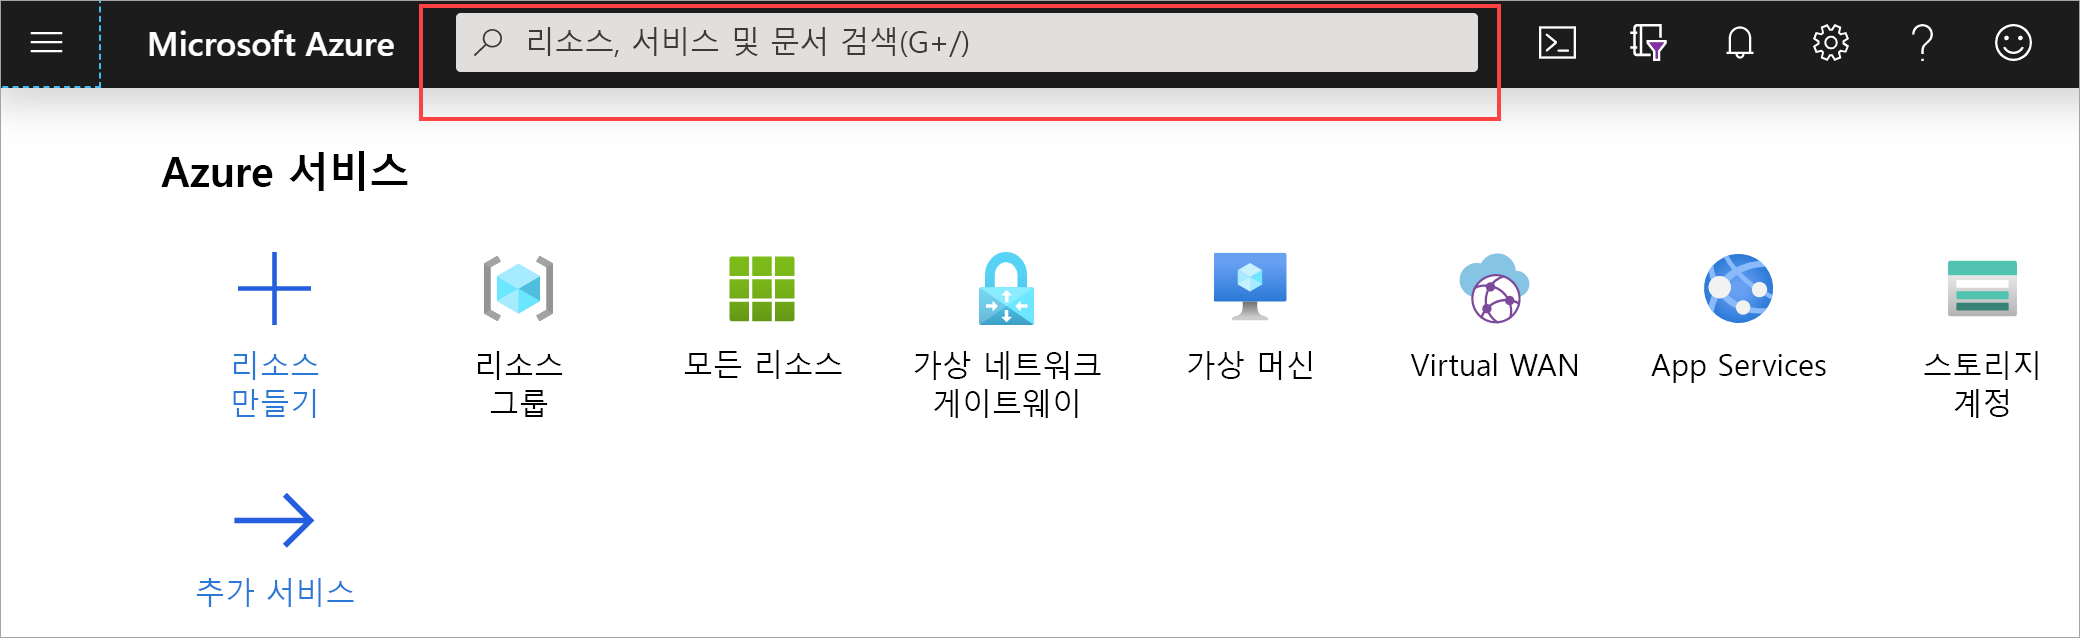 Microsoft Azure
리소스, 서비스 및 문서 검색(G+/)
Azure 서비스
리소스
만들기
리소스
그룹
모든 리소스
가상 네트워크
게이트웨이
가상 머신
Virtual WAN
App Services
스토리지
계정
추가 서비스